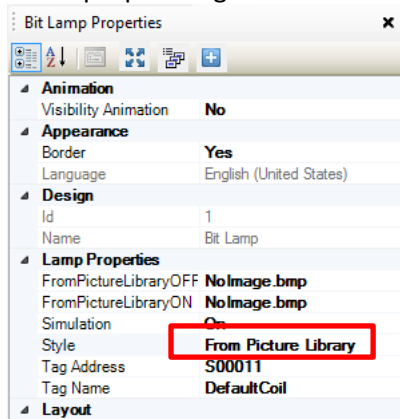 Bit Lamp Properties
Animation
Visibility Animation No
Appearance
Border Yes
Language English (United States)
Design
Id 1
Name Bit Lamp
Lamp Properties
FromPictureLibraryOFF NoImage.bmp
FromPictureLibraryON NoImage.bmp
Simulation On
Style From Picture Library
Tag Address S00011
Tag Name DefaultCoil
Layout